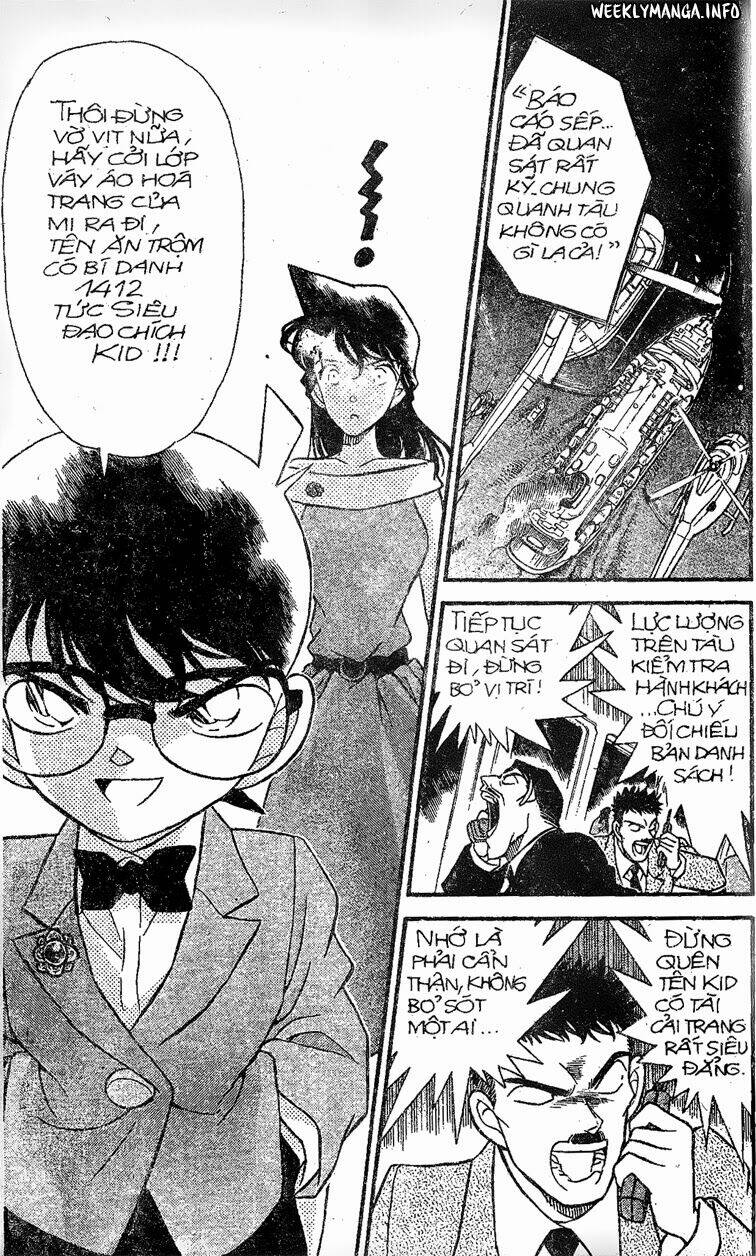 WEEKLYMANGA.INFO
"BÁO
CÁO SẾP...
ĐÃ QUAN
SÁT RẤT
KỸ. CHUNG
QUANH TÀU
KHÔNG CÓ
GÌ LẠ CẢ!"
LỰC LƯỢNG
TRÊN TÀU
KIỂM TRA
HÀNH KHÁCH
...CHÚ Ý
ĐỐI CHIẾU
BẢN DANH
SÁCH!
TIẾP TỤC
QUAN SÁT
ĐI, ĐỪNG
BỎ VỊ TRÍ!
ĐỪNG
QUÊN
TÊN KID
CÓ TÀI
CẢI TRANG
RẤT SIÊU
ĐẲNG.
NHỚ LÀ
PHẢI CẨN
THẬN, KHÔNG
BỎ SÓT
MỘT AI...
THÔI ĐỪNG
VỜ VỊT NỮA,
HÃY CỞI LỚP
VÁY ÁO HOÁ
TRANG CỦA
MI RA ĐI,
TÊN ĂN TRỘM
CÓ BÍ DANH
1412
TỨC SIÊU
ĐẠO CHÍCH
KID!!!